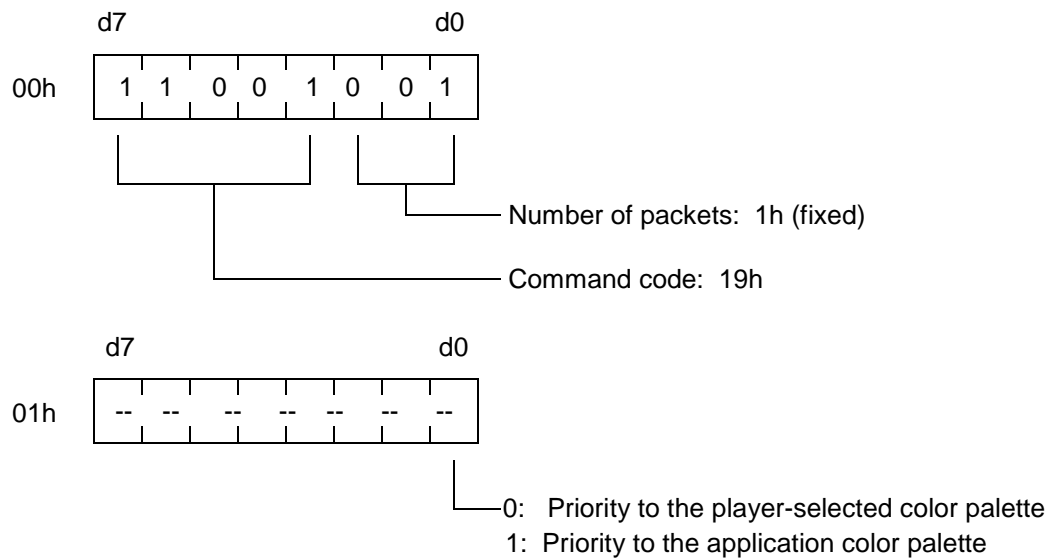 d7 d0
00h 1 1 0 0 1 0 0 1
Number of packets: 1h (fixed)
Command code: 19h
d7 d0
01h -- -- -- -- -- -- --
0: Priority to the player-selected color palette
1: Priority to the application color palette